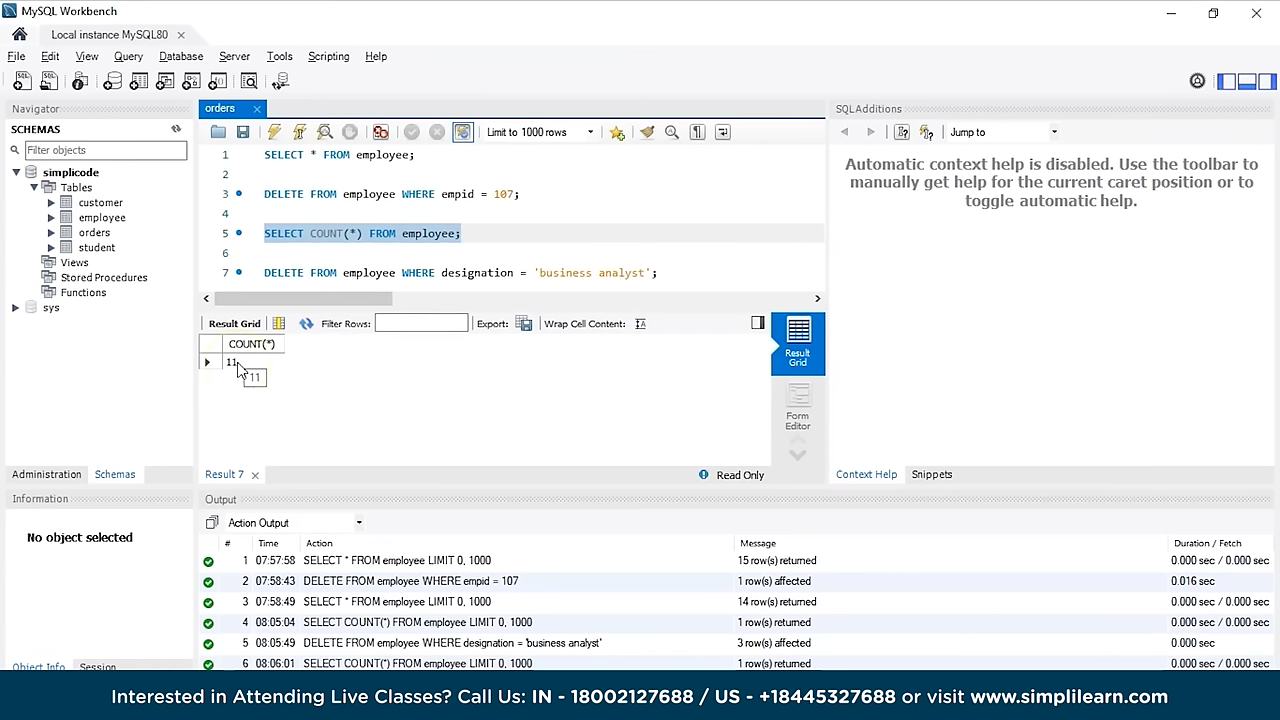 MySQL Workbench
Local instance MySQL80
File Edit View Query Database Server Tools Scripting Help
Navigator
SCHEMAS
Filter objects
simplicode
Tables
customer
employee
orders
student
Views
Stored Procedures
Functions
sys
Administration Schemas
Information
No object selected
Object Info Session
orders
Limit to 1000 rows
1 SELECT * FROM employee;
2
3 DELETE FROM employee WHERE empid = 107;
4
5 SELECT COUNT(*) FROM employee;
6
7 DELETE FROM employee WHERE designation = 'business analyst';
Result Grid Filter Rows: Export: Wrap Cell Content:
COUNT(*)
11
11
Result Grid
Form Editor
Result 7 Read Only
SQLAdditions
Jump to
Automatic context help is disabled. Use the toolbar to
manually get help for the current caret position or to
toggle automatic help.
Context Help Snippets
Output
Action Output
# Time Action Message Duration / Fetch
1 07:57:58 SELECT * FROM employee LIMIT 0, 1000 15 row(s) returned 0.000 sec / 0.000 sec
2 07:58:43 DELETE FROM employee WHERE empid = 107 1 row(s) affected 0.016 sec
3 07:58:49 SELECT * FROM employee LIMIT 0, 1000 14 row(s) returned 0.000 sec / 0.000 sec
4 08:05:04 SELECT COUNT(*) FROM employee LIMIT 0, 1000 1 row(s) returned 0.000 sec / 0.000 sec
5 08:05:49 DELETE FROM employee WHERE designation = 'business analyst' 3 row(s) affected 0.000 sec
6 08:06:01 SELECT COUNT(*) FROM employee LIMIT 0, 1000 1 row(s) returned 0.000 sec / 0.000 sec
Interested in Attending Live Classes? Call Us: IN - 18002127688 / US - +18445327688 or visit www.simplilearn.com